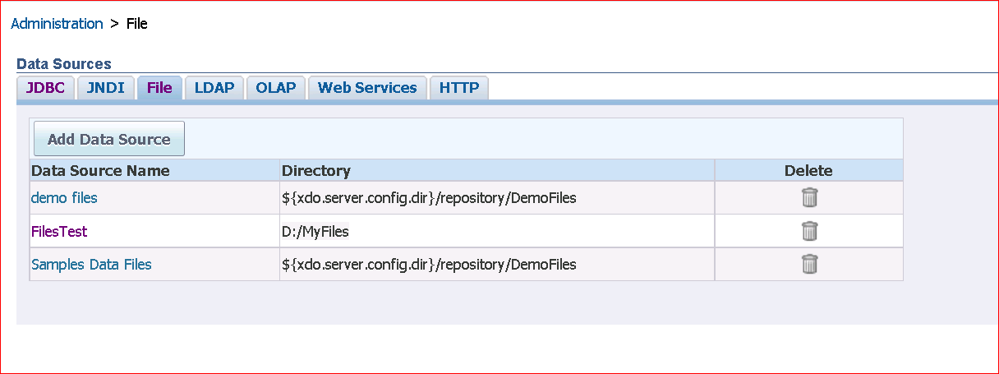 Administration > File
Data Sources
JDBC JNDI File LDAP OLAP Web Services HTTP
Add Data Source
Data Source Name Directory Delete
demo files ${xdo.server.config.dir}/repository/DemoFiles
FilesTest D:/MyFiles
Samples Data Files ${xdo.server.config.dir}/repository/DemoFiles